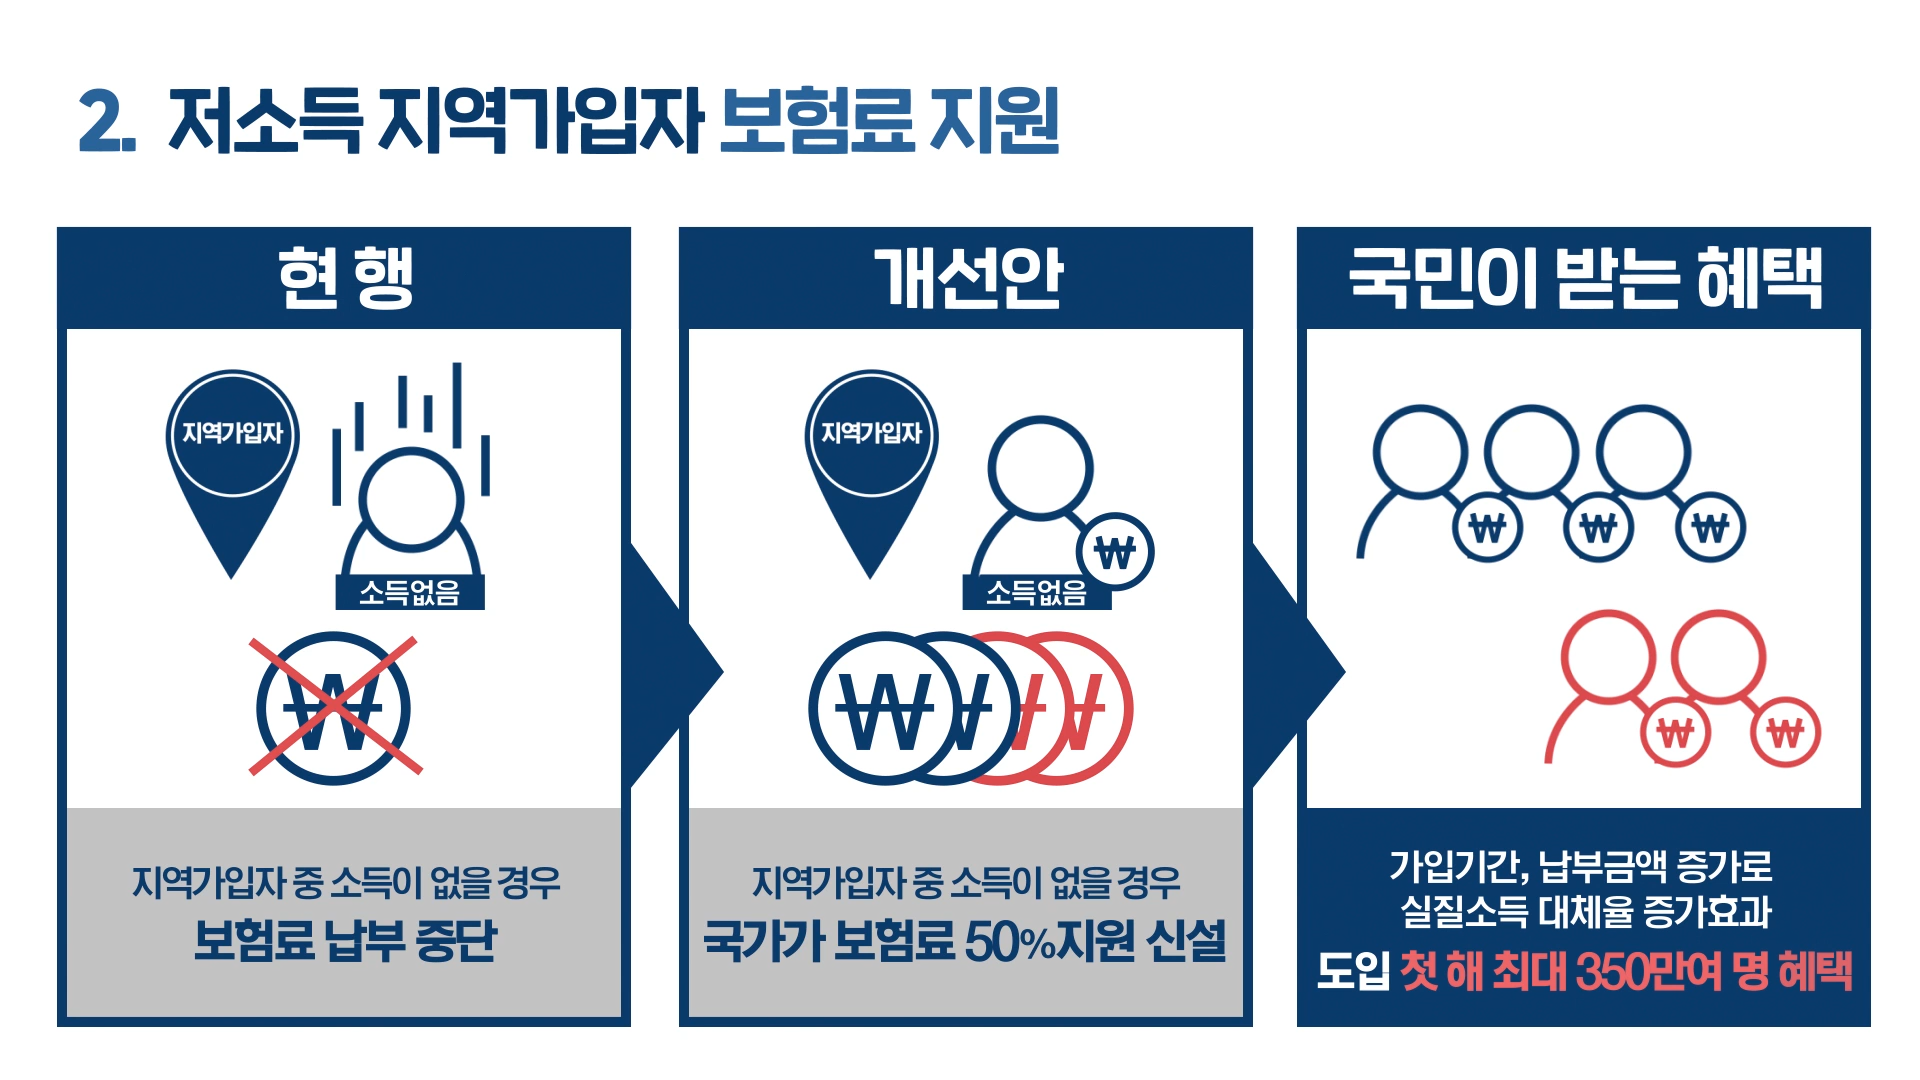 2. 저소득 지역가입자 보험료 지원
현 행
지역가입자
소득없음
₩
지역가입자 중 소득이 없을 경우
보험료 납부 중단
개선안
지역가입자
₩
소득없음
₩ ₩ ₩ ₩
지역가입자 중 소득이 없을 경우
국가가 보험료 50%지원 신설
국민이 받는 혜택
₩ ₩ ₩
₩ ₩
가입기간, 납부금액 증가로
실질소득 대체율 증가효과
도입 첫 해 최대 350만여 명 혜택